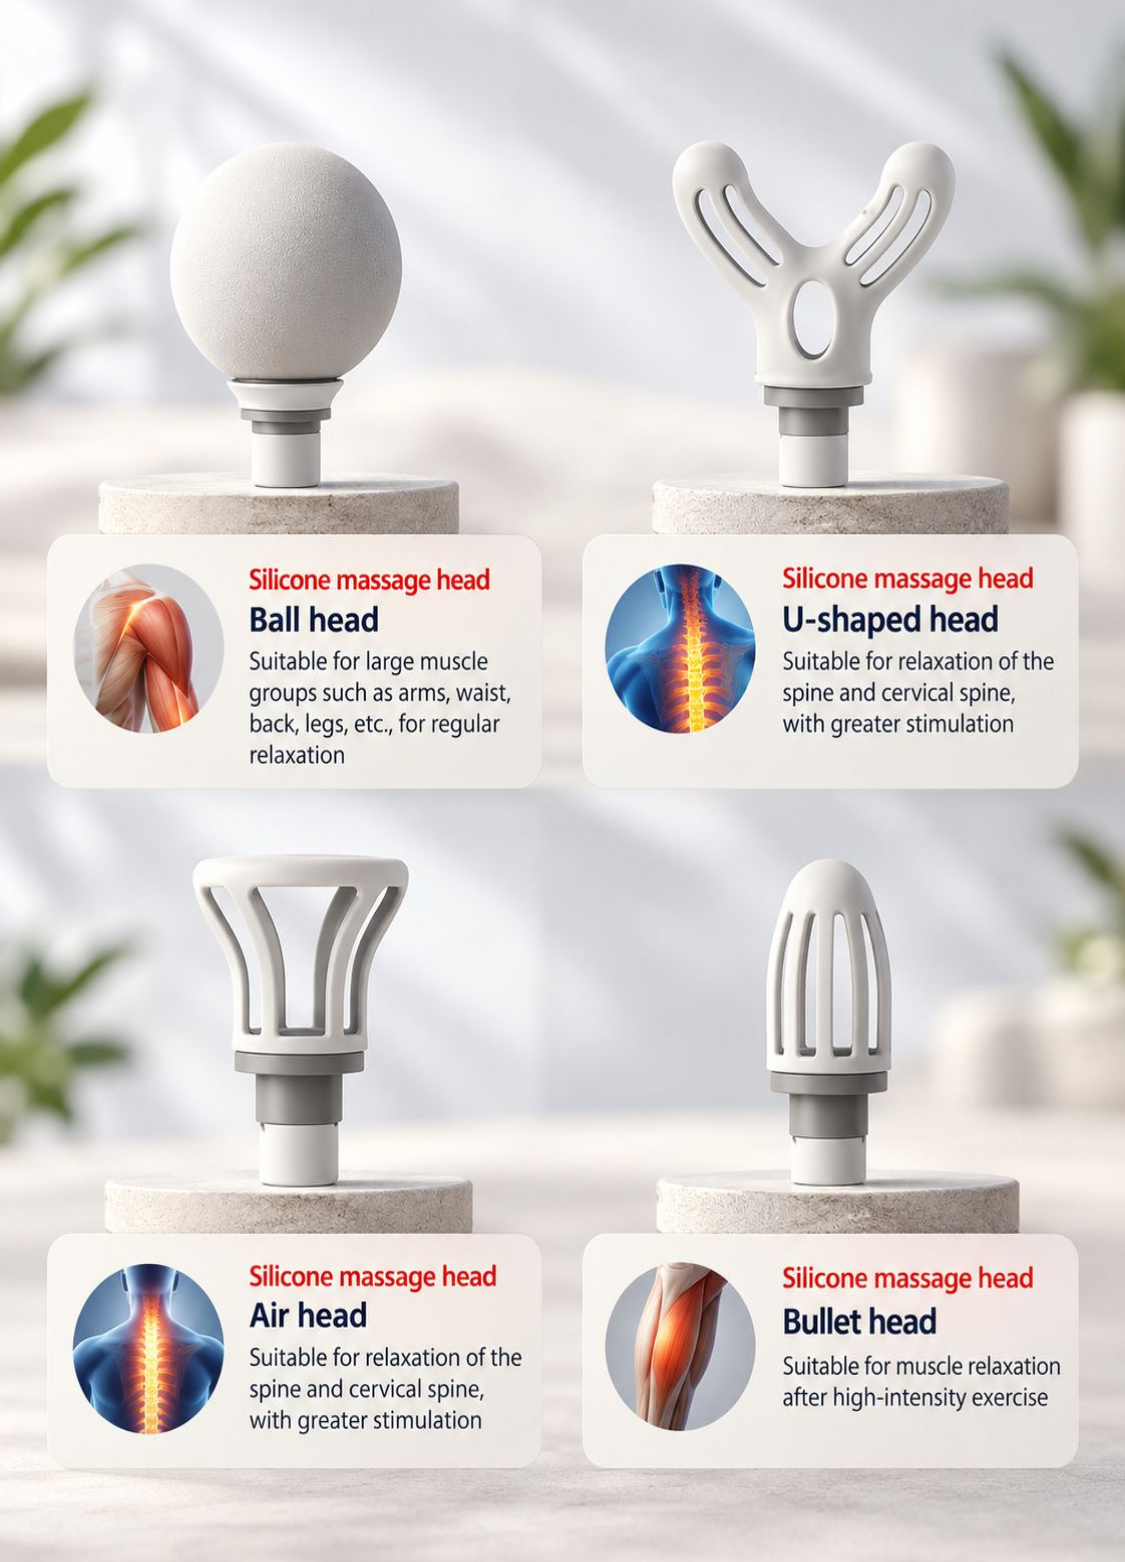 Silicone massage head
Ball head
Suitable for large muscle
groups such as arms, waist,
back, legs, etc., for regular
relaxation
Silicone massage head
U-shaped head
Suitable for relaxation of the
spine and cervical spine,
with greater stimulation
Silicone massage head
Air head
Suitable for relaxation of the
spine and cervical spine,
with greater stimulation
Silicone massage head
Bullet head
Suitable for muscle relaxation
after high-intensity exercise